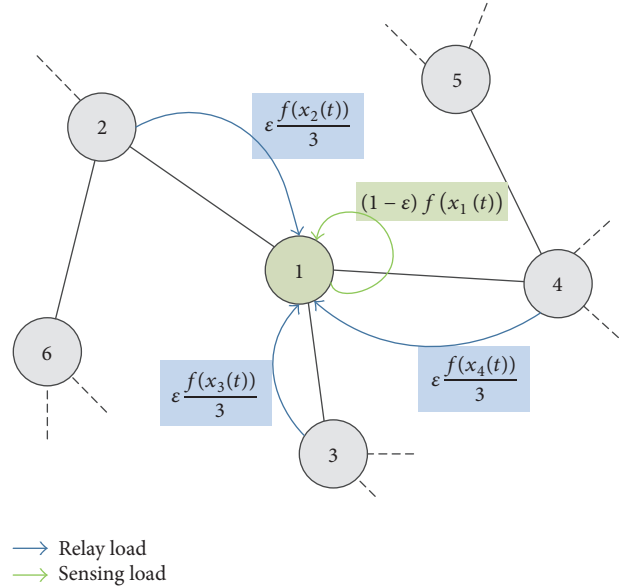 5
2
ε f(x₂(t))/3
(1 − ε) f (x₁ (t))
1
4
6
ε f(x₃(t))/3
ε f(x₄(t))/3
3
Relay load
Sensing load